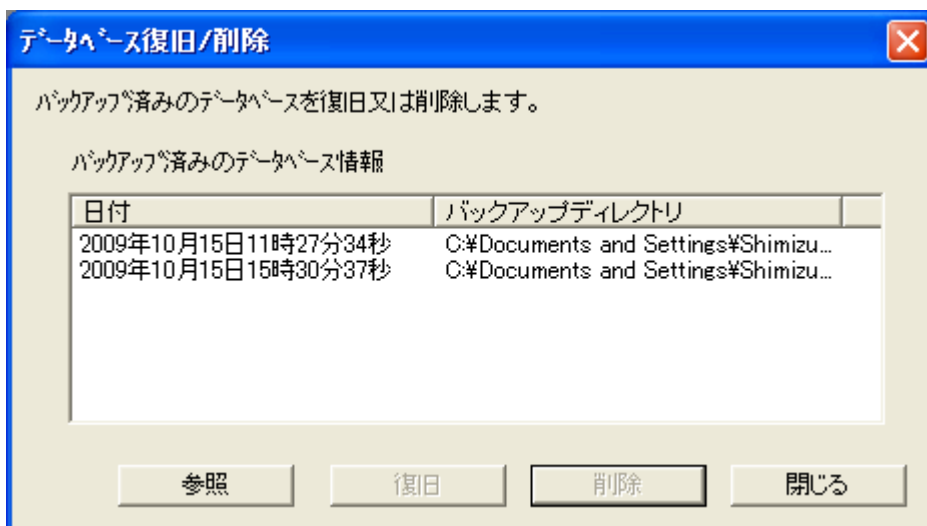 ﾃﾞｰﾀﾍﾞｰｽ復旧/削除
ﾊﾞｯｸｱｯﾌﾟ済みのﾃﾞｰﾀﾍﾞｰｽを復旧又は削除します。
ﾊﾞｯｸｱｯﾌﾟ済みのﾃﾞｰﾀﾍﾞｰｽ情報
日付 バックアップディレクトリ
2009年10月15日11時27分34秒 C:¥Documents and Settings¥Shimizu...
2009年10月15日15時30分37秒 C:¥Documents and Settings¥Shimizu...
参照 復旧 削除 閉じる